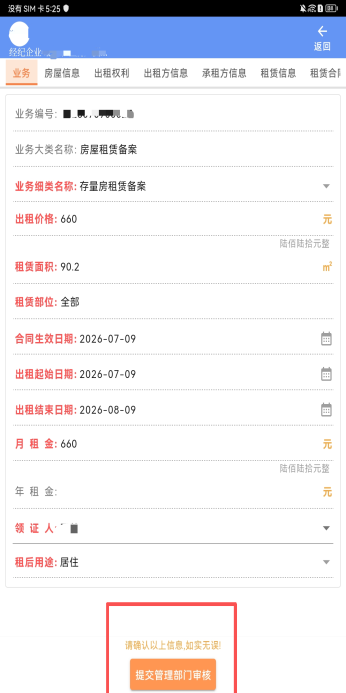 没有 SIM 卡 5:25
返回
经纪企业
业务 房屋信息 出租权利 出租方信息 承租方信息 租赁信息 租赁合同
业务编号:
业务大类名称: 房屋租赁备案
业务细类名称: 存量房租赁备案
出租价格: 660 元
陆佰陆拾元整
租赁面积: 90.2 ㎡
租赁部位: 全部
合同生效日期: 2026-07-09
出租起始日期: 2026-07-09
出租结束日期: 2026-08-09
月 租 金: 660 元
陆佰陆拾元整
年 租 金: 元
领 证 人:
租后用途: 居住
请确认以上信息,如实无误!
提交管理部门审核